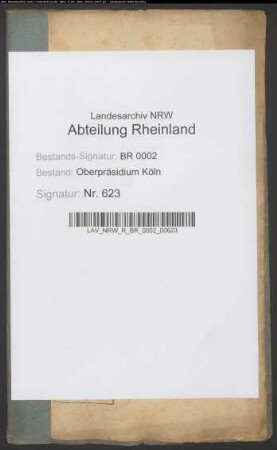 Landesarchiv NRW
Abteilung Rheinland
Bestands-Signatur: BR 0002
Bestand: Oberpräsidium Köln
Signatur: Nr. 623
LAV_NRW_R_BR_0002_00623